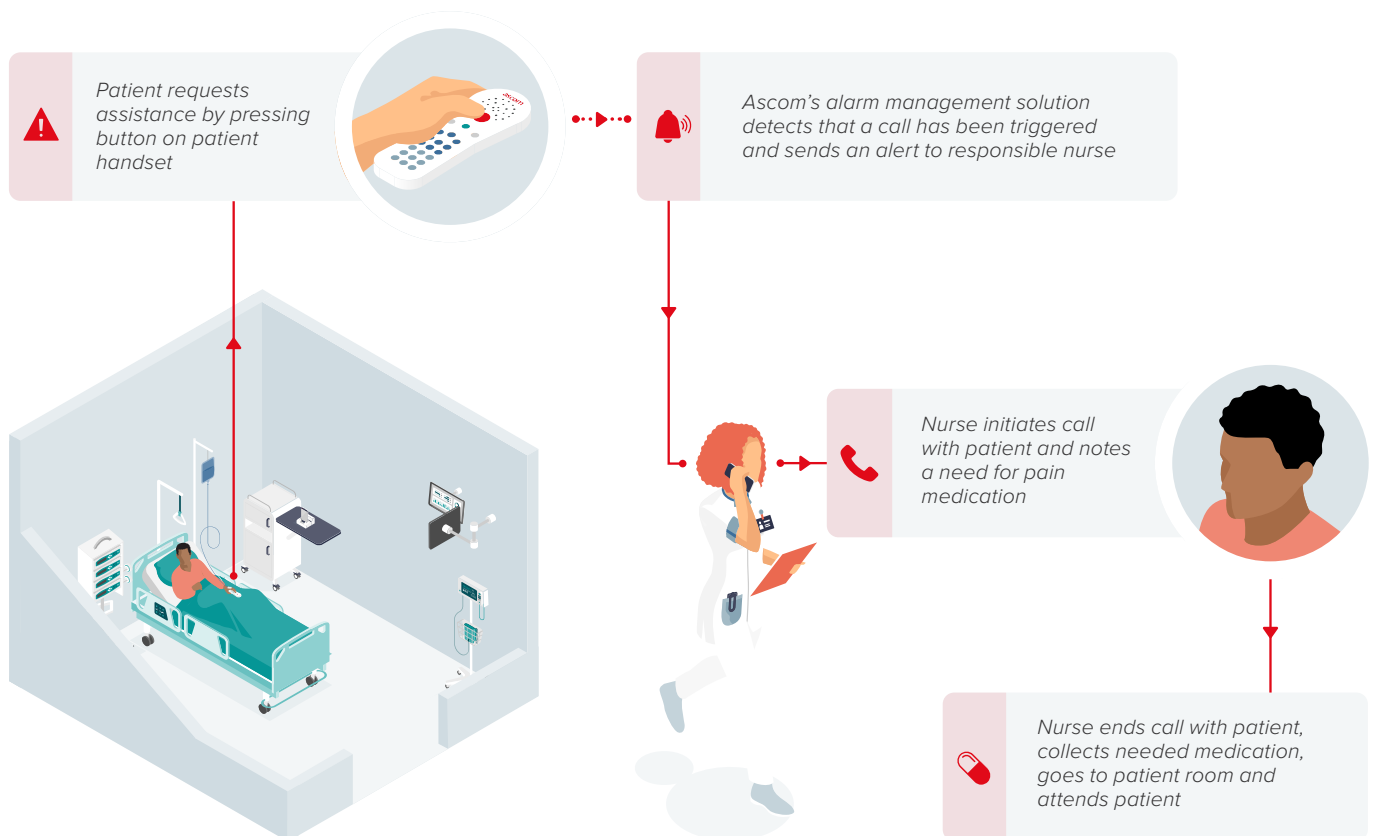 Patient requests
assistance by pressing
button on patient
handset
ascom
Ascom’s alarm management solution
detects that a call has been triggered
and sends an alert to responsible nurse
Nurse initiates call
with patient and notes
a need for pain
medication
Nurse ends call with patient,
collects needed medication,
goes to patient room and
attends patient